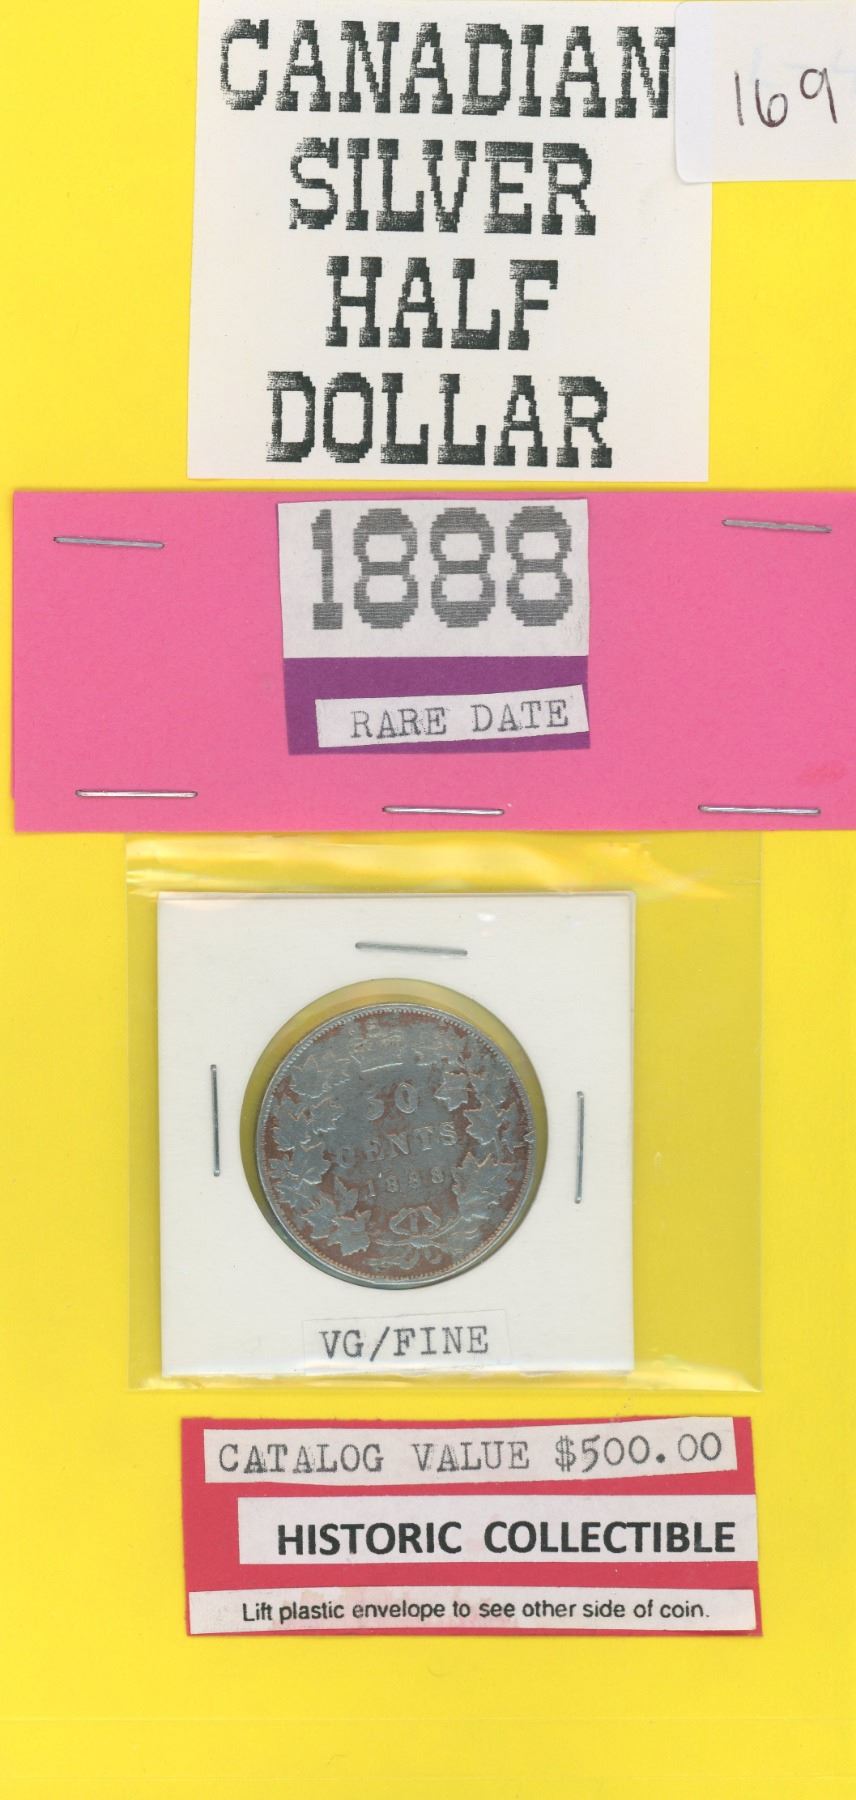 CANADIAN
169
SILVER
HALF
DOLLAR
1888
RARE DATE
50
CENTS
1888
VG/FINE
CATALOG VALUE $500.00
HISTORIC COLLECTIBLE
Lift plastic envelope to see other side of coin.